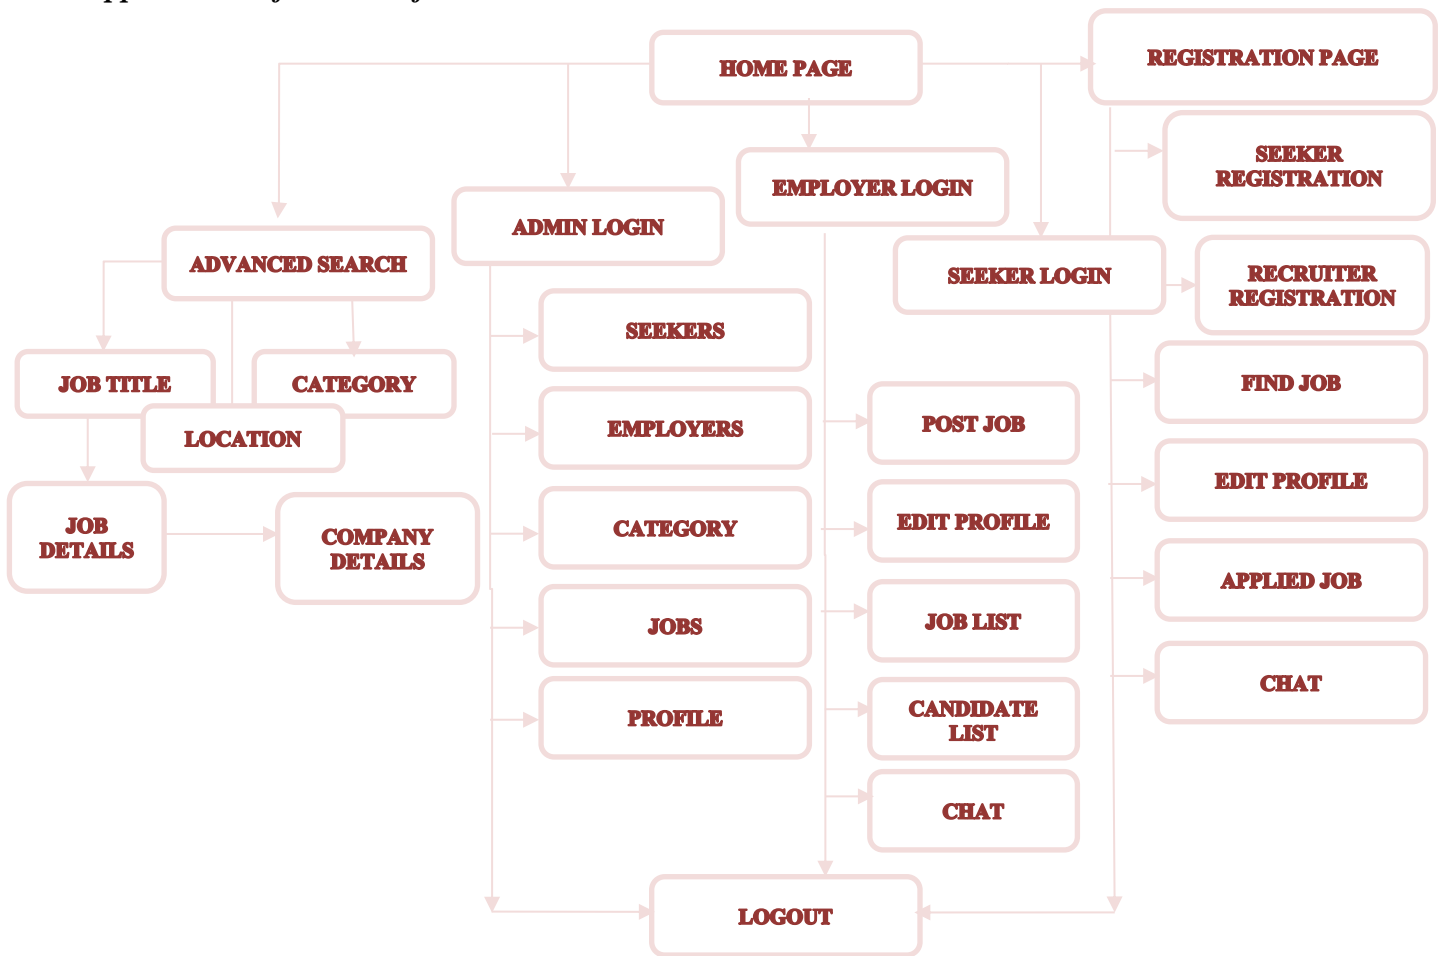 HOME PAGE
REGISTRATION PAGE
SEEKER
REGISTRATION
EMPLOYER LOGIN
ADMIN LOGIN
ADVANCED SEARCH
SEEKER LOGIN
RECRUITER
REGISTRATION
SEEKERS
JOB TITLE
CATEGORY
FIND JOB
LOCATION
EMPLOYERS
POST JOB
EDIT PROFILE
JOB
DETAILS
COMPANY
DETAILS
CATEGORY
EDIT PROFILE
APPLIED JOB
JOBS
JOB LIST
CHAT
PROFILE
CANDIDATE
LIST
CHAT
LOGOUT